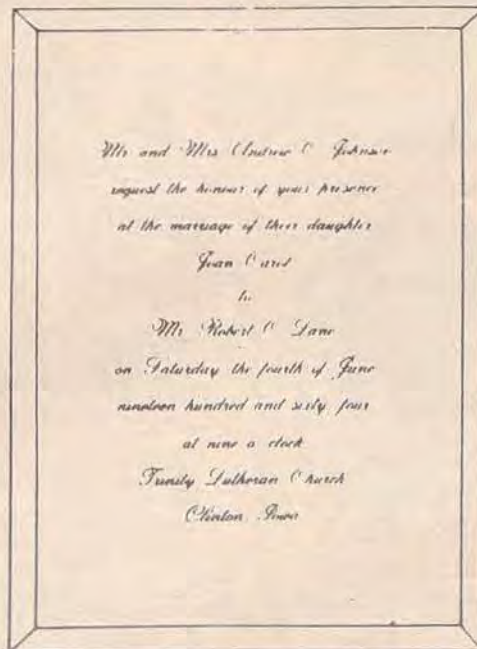 Mr and Mrs Andrew C Johnson
request the honour of your presence
at the marriage of their daughter
Joan Carol
to
Mr Robert C Lane
on Saturday the fourth of June
nineteen hundred and sixty four
at nine o clock
Trinity Lutheran Church
Clinton, Iowa